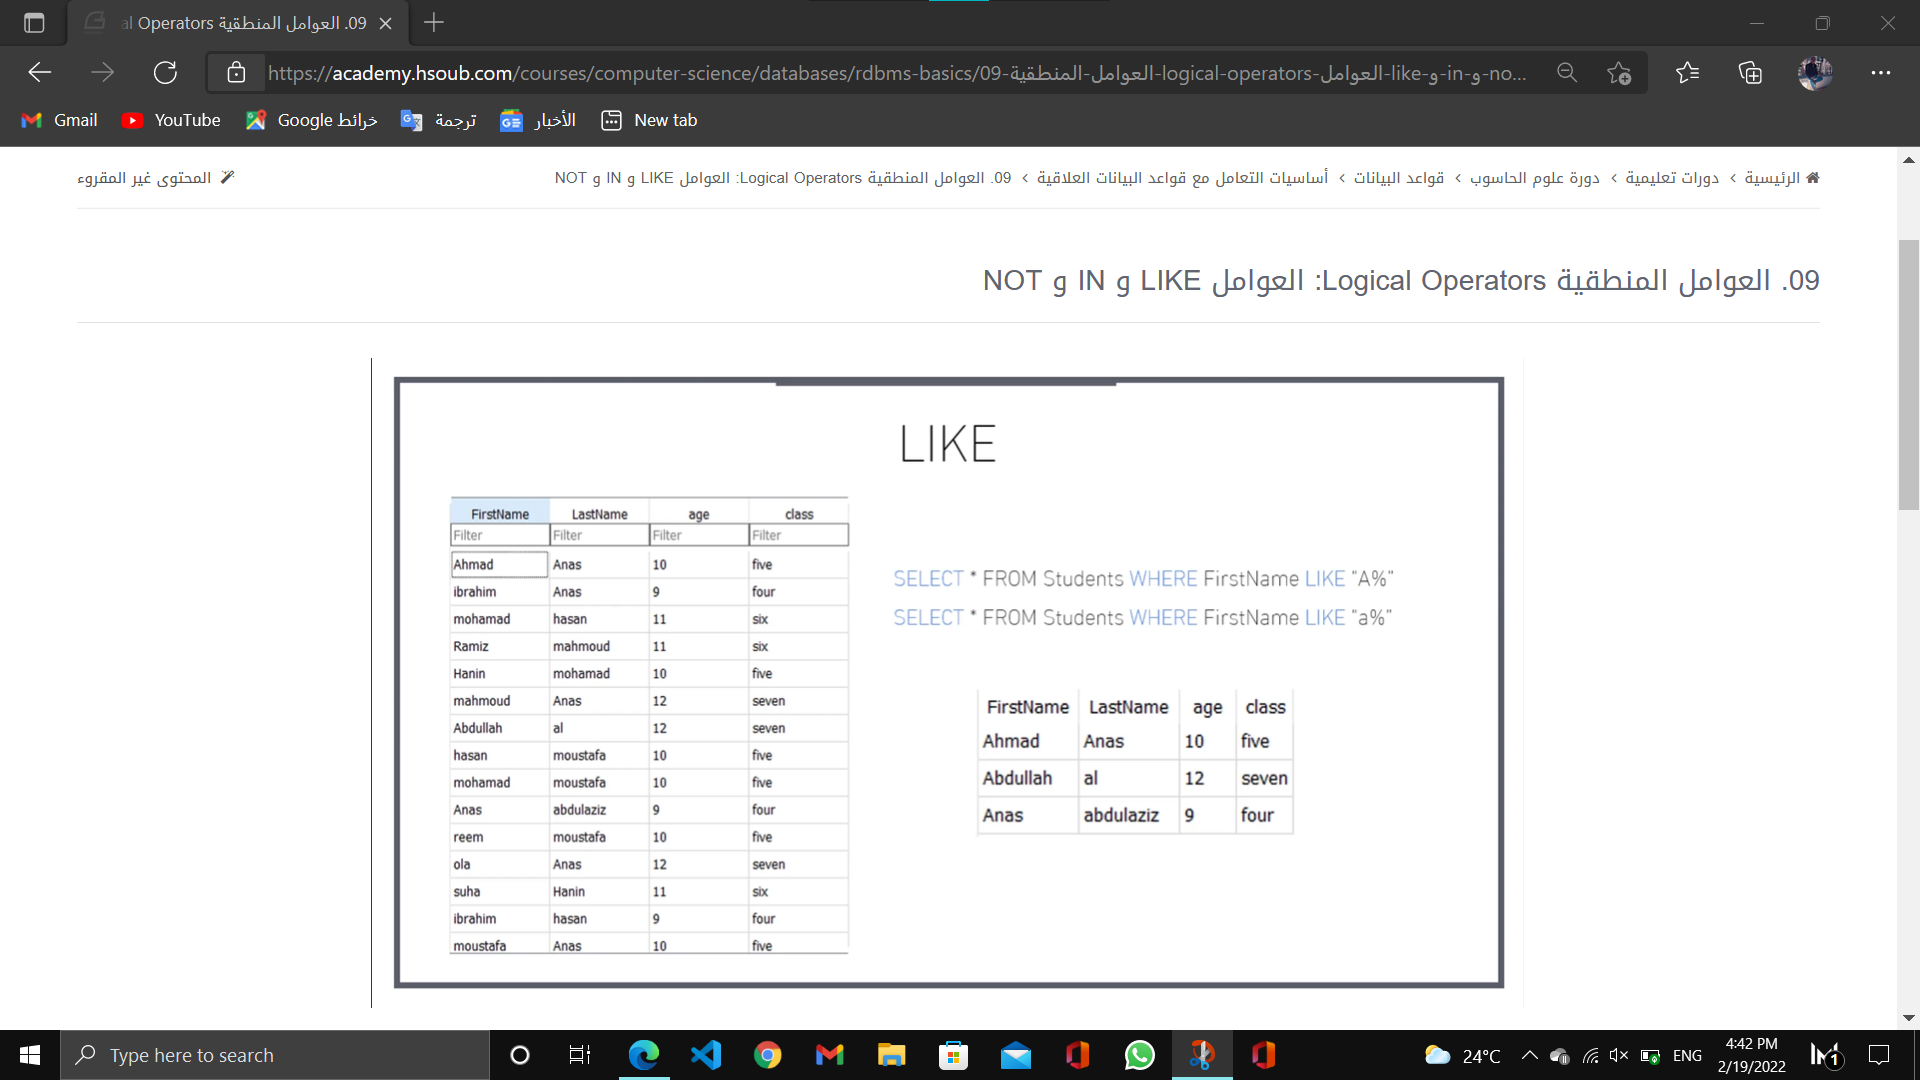 09. العوامل المنطقية al Operators
https://academy.hsoub.com/courses/computer-science/databases/rdbms-basics/09-العوامل-المنطقية-logical-operators-العوامل-like-و-in-و-no...
Gmail
YouTube
خرائط Google
ترجمة
الأخبار
New tab
الرئيسية › دورات تعليمية › دورة علوم الحاسوب › قواعد البيانات › أساسيات التعامل مع قواعد البيانات العلاقية › 09. العوامل المنطقية Logical Operators: العوامل LIKE و IN و NOT
المحتوى غير المقروء
09. العوامل المنطقية Logical Operators: العوامل LIKE و IN و NOT
LIKE
FirstName LastName age class
Filter Filter Filter Filter
Ahmad Anas 10 five
ibrahim Anas 9 four
mohamad hasan 11 six
Ramiz mahmoud 11 six
Hanin mohamad 10 five
mahmoud Anas 12 seven
Abdullah al 12 seven
hasan moustafa 10 five
mohamad moustafa 10 five
Anas abdulaziz 9 four
reem moustafa 10 five
ola Anas 12 seven
suha Hanin 11 six
ibrahim hasan 9 four
moustafa Anas 10 five
SELECT * FROM Students WHERE FirstName LIKE "A%"
SELECT * FROM Students WHERE FirstName LIKE "a%"
FirstName LastName age class
Ahmad Anas 10 five
Abdullah al 12 seven
Anas abdulaziz 9 four
Type here to search
24°C
ENG
4:42 PM
2/19/2022
1